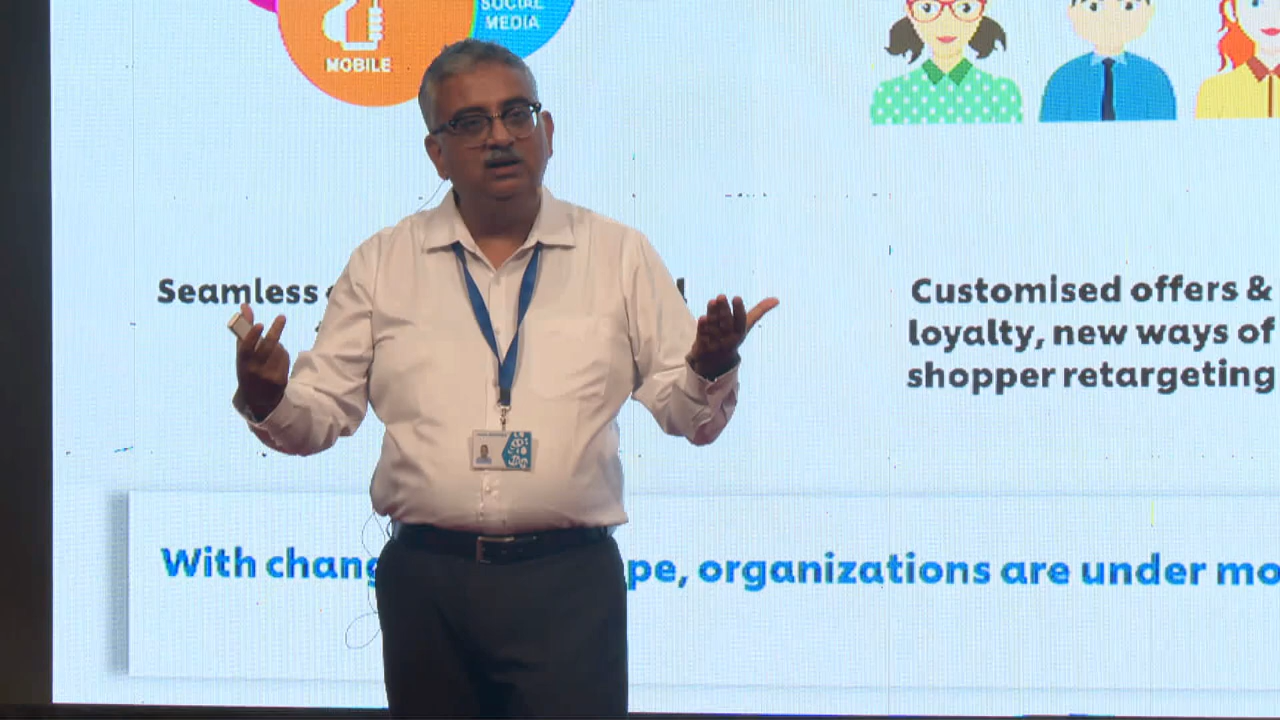 SOCIAL
MEDIA
MOBILE
Seamless
Customised offers &
loyalty, new ways of
shopper retargeting
With chang pe, organizations are under mo